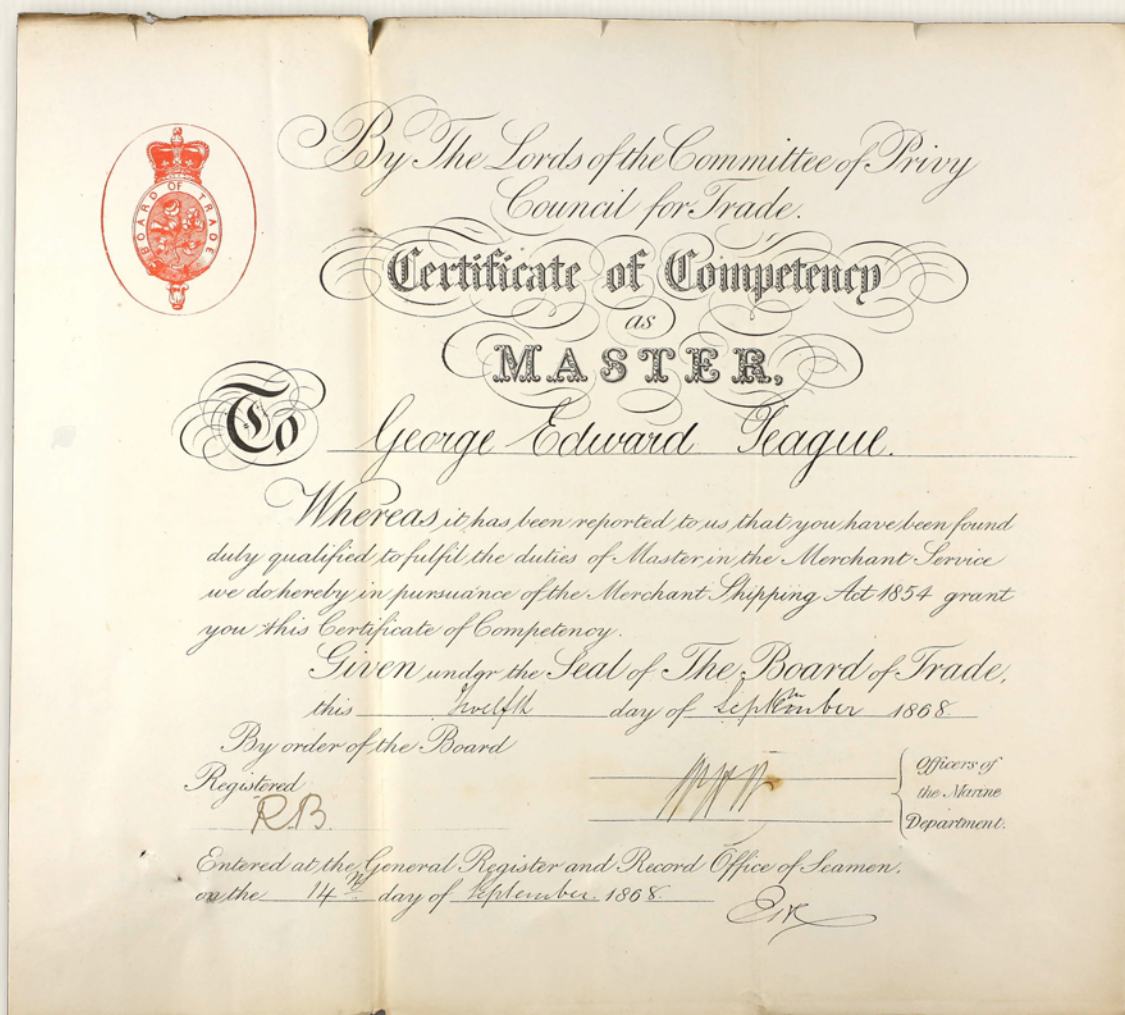 BOARD OF TRADE
By The Lords of the Committee of Privy
Council for Trade.
Certificate of Competency
as
MASTER,
To George Edward Teague.
Whereas it has been reported to us that you have been found
duly qualified to fulfil the duties of Master in the Merchant Service
we do hereby in pursuance of the Merchant Shipping Act 1854 grant
you this Certificate of Competency.
Given under the Seal of The Board of Trade,
this Twelfth day of September 1868.
By order of the Board
Registered
R.B.
Officers of
the Marine
Department.
Entered at the General Register and Record Office of Seamen,
on the 14th day of September 1868.